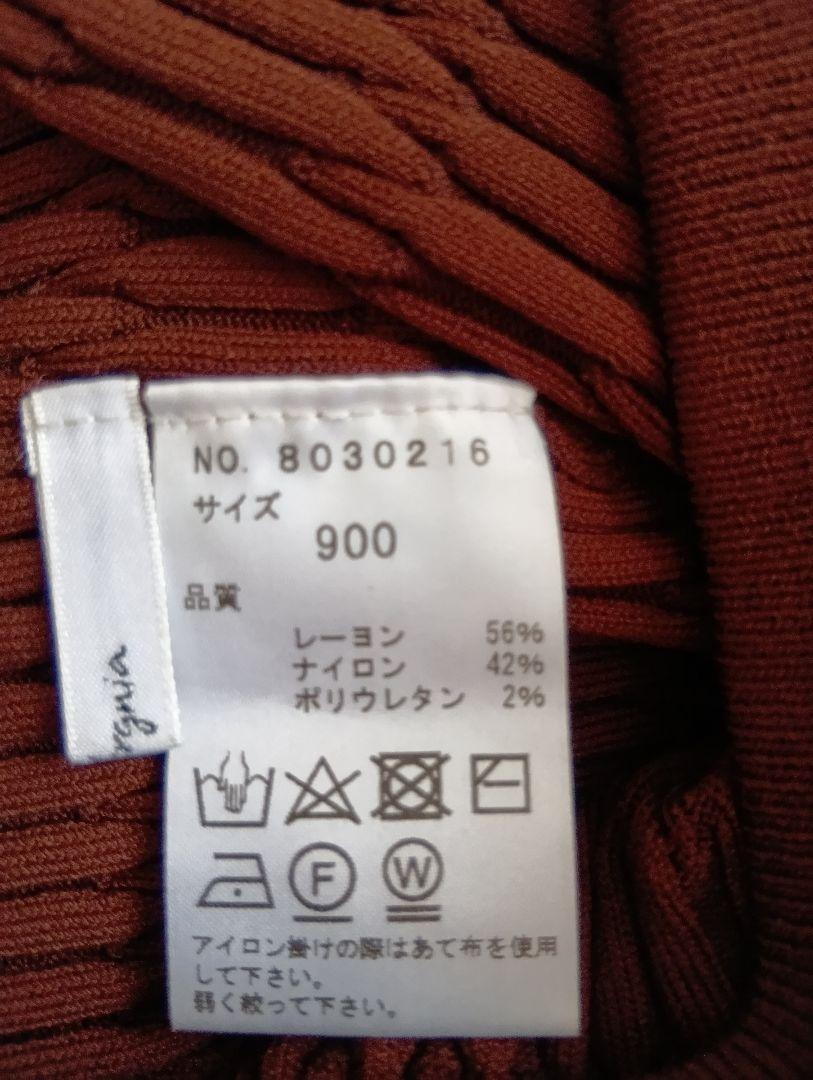 NO. 8030216
サイズ
900
品質
レーヨン 56%
ナイロン 42%
ポリウレタン 2%
F W
アイロン掛けの際はあて布を使用
して下さい。
弱く絞って下さい。
rgnia